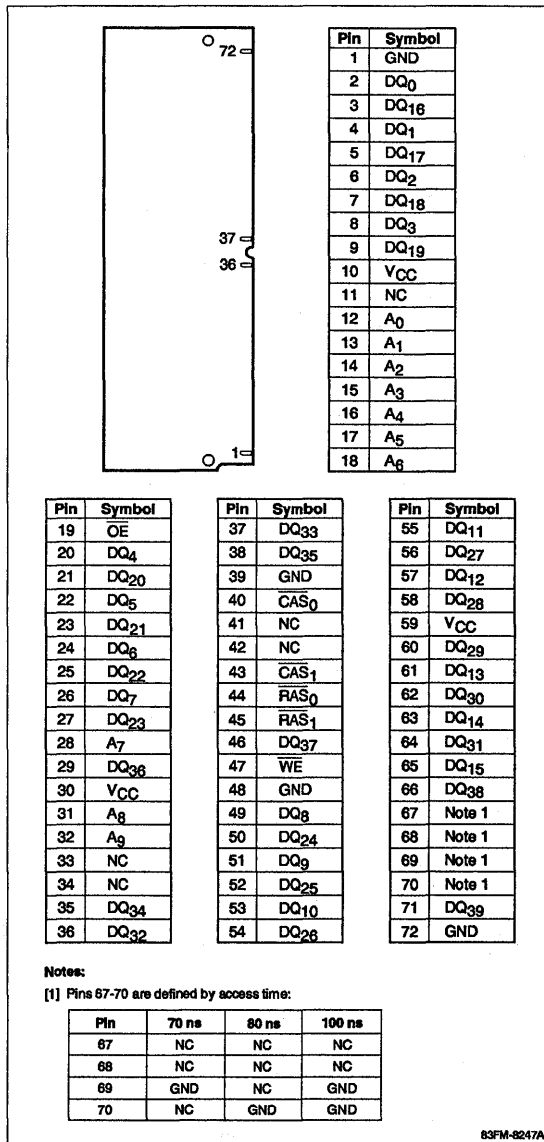 72
37
36
1
Pin Symbol
1 GND
2 DQ0
3 DQ16
4 DQ1
5 DQ17
6 DQ2
7 DQ18
8 DQ3
9 DQ19
10 VCC
11 NC
12 A0
13 A1
14 A2
15 A3
16 A4
17 A5
18 A6
Pin Symbol
19 O̅E̅
20 DQ4
21 DQ20
22 DQ5
23 DQ21
24 DQ6
25 DQ22
26 DQ7
27 DQ23
28 A7
29 DQ36
30 VCC
31 A8
32 A9
33 NC
34 NC
35 DQ34
36 DQ32
Pin Symbol
37 DQ33
38 DQ35
39 GND
40 C̅A̅S̅0
41 NC
42 NC
43 C̅A̅S̅1
44 R̅A̅S̅0
45 R̅A̅S̅1
46 DQ37
47 W̅E̅
48 GND
49 DQ8
50 DQ24
51 DQ9
52 DQ25
53 DQ10
54 DQ26
Pin Symbol
55 DQ11
56 DQ27
57 DQ12
58 DQ28
59 VCC
60 DQ29
61 DQ13
62 DQ30
63 DQ14
64 DQ31
65 DQ15
66 DQ38
67 Note 1
68 Note 1
69 Note 1
70 Note 1
71 DQ39
72 GND
Notes:
[1] Pins 67-70 are defined by access time:
Pin 70 ns 80 ns 100 ns
67 NC NC NC
68 NC NC NC
69 GND NC GND
70 NC GND GND
83FM-8247A